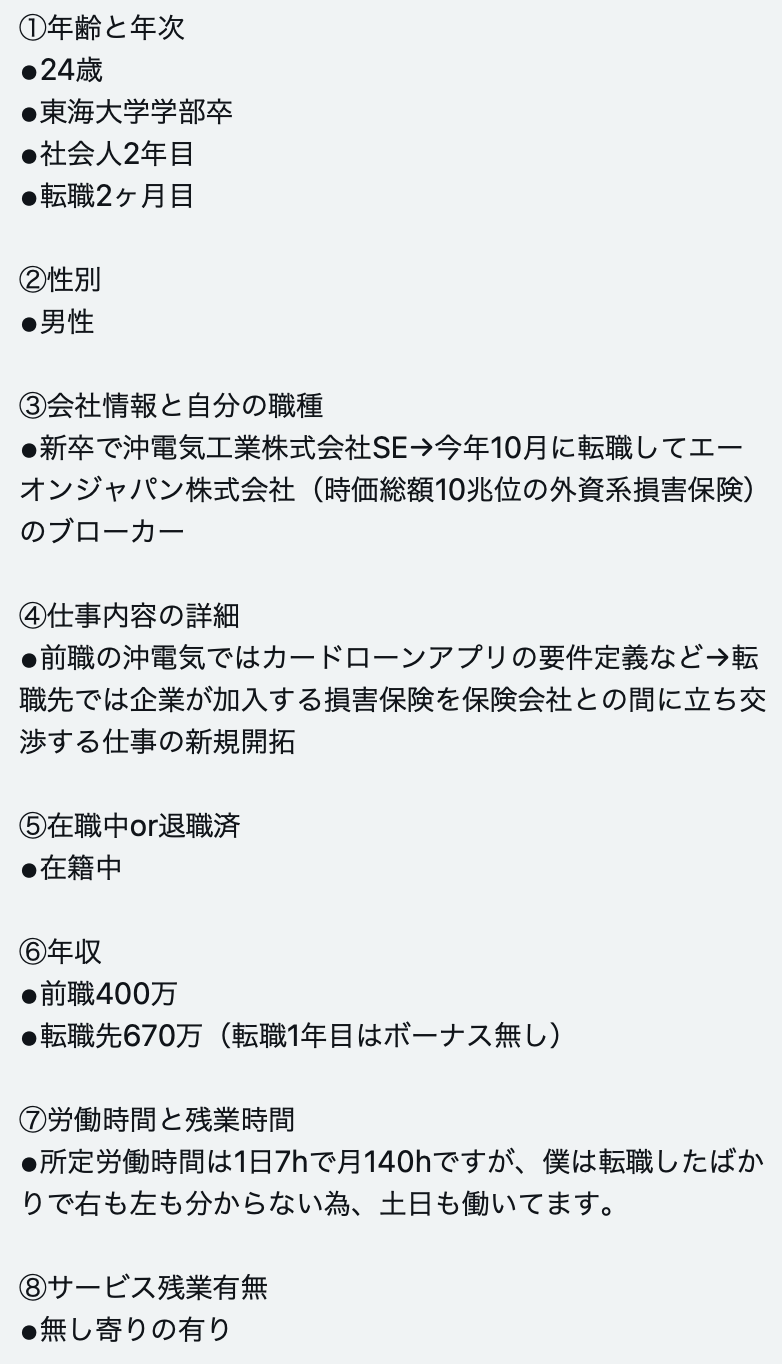 ①年齢と年次
●24歳
●東海大学学部卒
●社会人2年目
●転職2ヶ月目
②性別
●男性
③会社情報と自分の職種
●新卒で沖電気工業株式会社SE→今年10月に転職してエー
オンジャパン株式会社（時価総額10兆位の外資系損害保険）
のブローカー
④仕事内容の詳細
●前職の沖電気ではカードローンアプリの要件定義など→転
職先では企業が加入する損害保険を保険会社との間に立ち交
渉する仕事の新規開拓
⑤在職中or退職済
●在籍中
⑥年収
●前職400万
●転職先670万（転職1年目はボーナス無し）
⑦労働時間と残業時間
●所定労働時間は1日7hで月140hですが、僕は転職したばか
りで右も左も分からない為、土日も働いてます。
⑧サービス残業有無
●無し寄りの有り